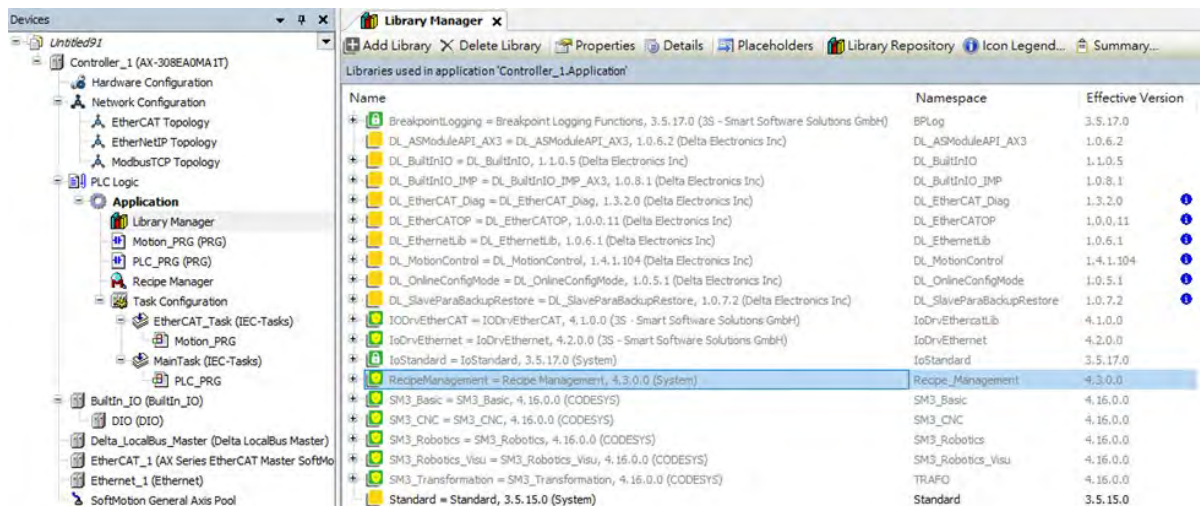 Devices
Untitled91
Controller_1 (AX-308EA0MA1T)
Hardware Configuration
Network Configuration
EtherCAT Topology
EtherNetIP Topology
ModbusTCP Topology
PLC Logic
Application
Library Manager
Motion_PRG (PRG)
PLC_PRG (PRG)
Recipe Manager
Task Configuration
EtherCAT_Task (IEC-Tasks)
Motion_PRG
MainTask (IEC-Tasks)
PLC_PRG
BuiltIn_IO (BuiltIn_IO)
DIO (DIO)
Delta_LocalBus_Master (Delta LocalBus Master)
EtherCAT_1 (AX Series EtherCAT Master SoftMo
Ethernet_1 (Ethernet)
SoftMotion General Axis Pool
Library Manager
Add Library Delete Library Properties Details Placeholders Library Repository Icon Legend... Summary...
Libraries used in application 'Controller_1.Application'
Name Namespace Effective Version
BreakpointLogging = Breakpoint Logging Functions, 3.5.17.0 (3S - Smart Software Solutions GmbH) BPLog 3.5.17.0
DL_ASModuleAPI_AX3 = DL_ASModuleAPI_AX3, 1.0.6.2 (Delta Electronics Inc) DL_ASModuleAPI_AX3 1.0.6.2
DL_BuiltInIO = DL_BuiltInIO, 1.1.0.5 (Delta Electronics Inc) DL_BuiltInIO 1.1.0.5
DL_BuiltInIO_IMP = DL_BuiltInIO_IMP_AX3, 1.0.8.1 (Delta Electronics Inc) DL_BuiltInIO_IMP 1.0.8.1
DL_EtherCAT_Diag = DL_EtherCAT_Diag, 1.3.2.0 (Delta Electronics Inc) DL_EtherCAT_Diag 1.3.2.0
DL_EtherCATOP = DL_EtherCATOP, 1.0.0.11 (Delta Electronics Inc) DL_EtherCATOP 1.0.0.11
DL_EthernetLib = DL_EthernetLib, 1.0.6.1 (Delta Electronics Inc) DL_EthernetLib 1.0.6.1
DL_MotionControl = DL_MotionControl, 1.4.1.104 (Delta Electronics Inc) DL_MotionControl 1.4.1.104
DL_OnlineConfigMode = DL_OnlineConfigMode, 1.0.5.1 (Delta Electronics Inc) DL_OnlineConfigMode 1.0.5.1
DL_SlaveParaBackupRestore = DL_SlaveParaBackupRestore, 1.0.7.2 (Delta Electronics Inc) DL_SlaveParaBackupRestore 1.0.7.2
IODrvEtherCAT = IODrvEtherCAT, 4.1.0.0 (3S - Smart Software Solutions GmbH) IoDrvEthercatLib 4.1.0.0
IoDrvEthernet = IoDrvEthernet, 4.2.0.0 (3S - Smart Software Solutions GmbH) IoDrvEthernet 4.2.0.0
IoStandard = IoStandard, 3.5.17.0 (System) IoStandard 3.5.17.0
RecipeManagement = Recipe Management, 4.3.0.0 (System) Recipe_Management 4.3.0.0
SM3_Basic = SM3_Basic, 4.16.0.0 (CODESYS) SM3_Basic 4.16.0.0
SM3_CNC = SM3_CNC, 4.16.0.0 (CODESYS) SM3_CNC 4.16.0.0
SM3_Robotics = SM3_Robotics, 4.16.0.0 (CODESYS) SM3_Robotics 4.16.0.0
SM3_Robotics_Visu = SM3_Robotics_Visu, 4.16.0.0 (CODESYS) SM3_Robotics_Visu 4.16.0.0
SM3_Transformation = SM3_Transformation, 4.16.0.0 (CODESYS) TRAFO 4.16.0.0
Standard = Standard, 3.5.15.0 (System) Standard 3.5.15.0